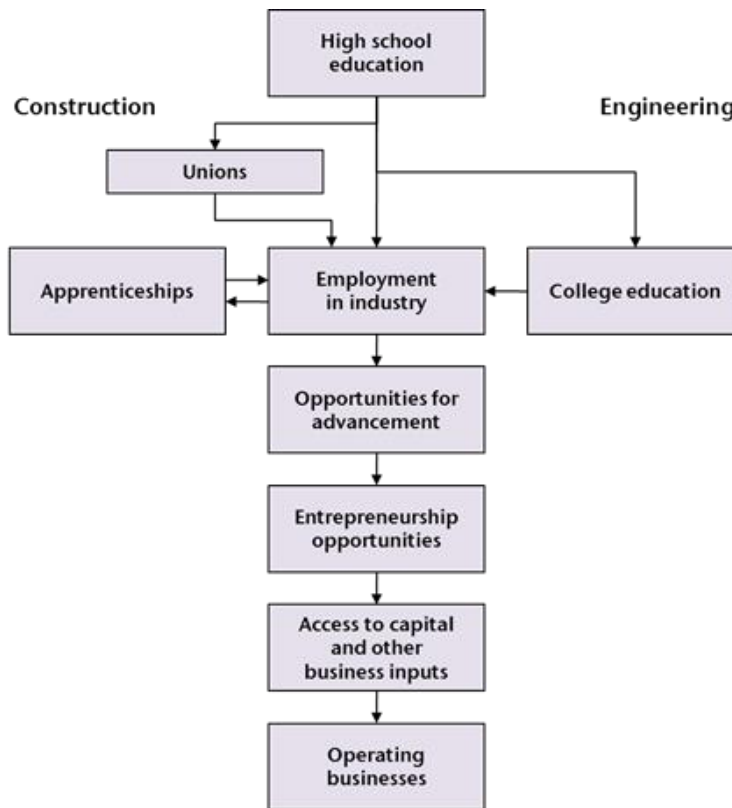 High school
education
Construction
Engineering
Unions
Apprenticeships
Employment
in industry
College education
Opportunities for
advancement
Entrepreneurship
opportunities
Access to capital
and other
business inputs
Operating
businesses